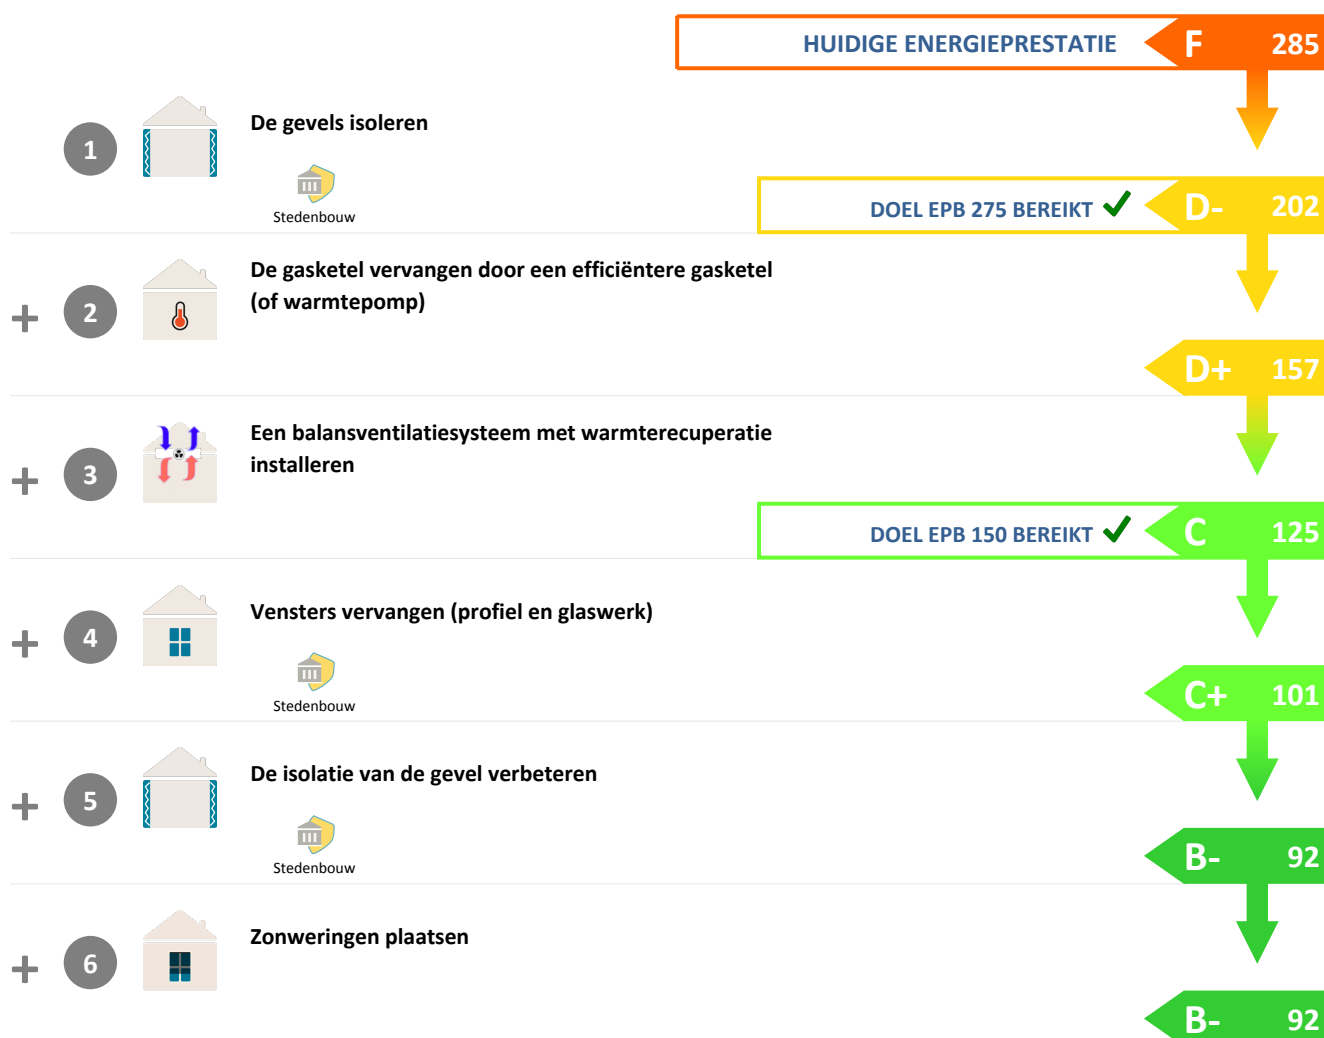 HUIDIGE ENERGIEPRESTATIE F 285
1 De gevels isoleren
Stedenbouw
DOEL EPB 275 BEREIKT D- 202
+ 2 De gasketel vervangen door een efficiëntere gasketel
(of warmtepomp)
D+ 157
+ 3 Een balansventilatiesysteem met warmterecuperatie
installeren
DOEL EPB 150 BEREIKT C 125
+ 4 Vensters vervangen (profiel en glaswerk)
Stedenbouw
C+ 101
+ 5 De isolatie van de gevel verbeteren
Stedenbouw
B- 92
+ 6 Zonweringen plaatsen
B- 92